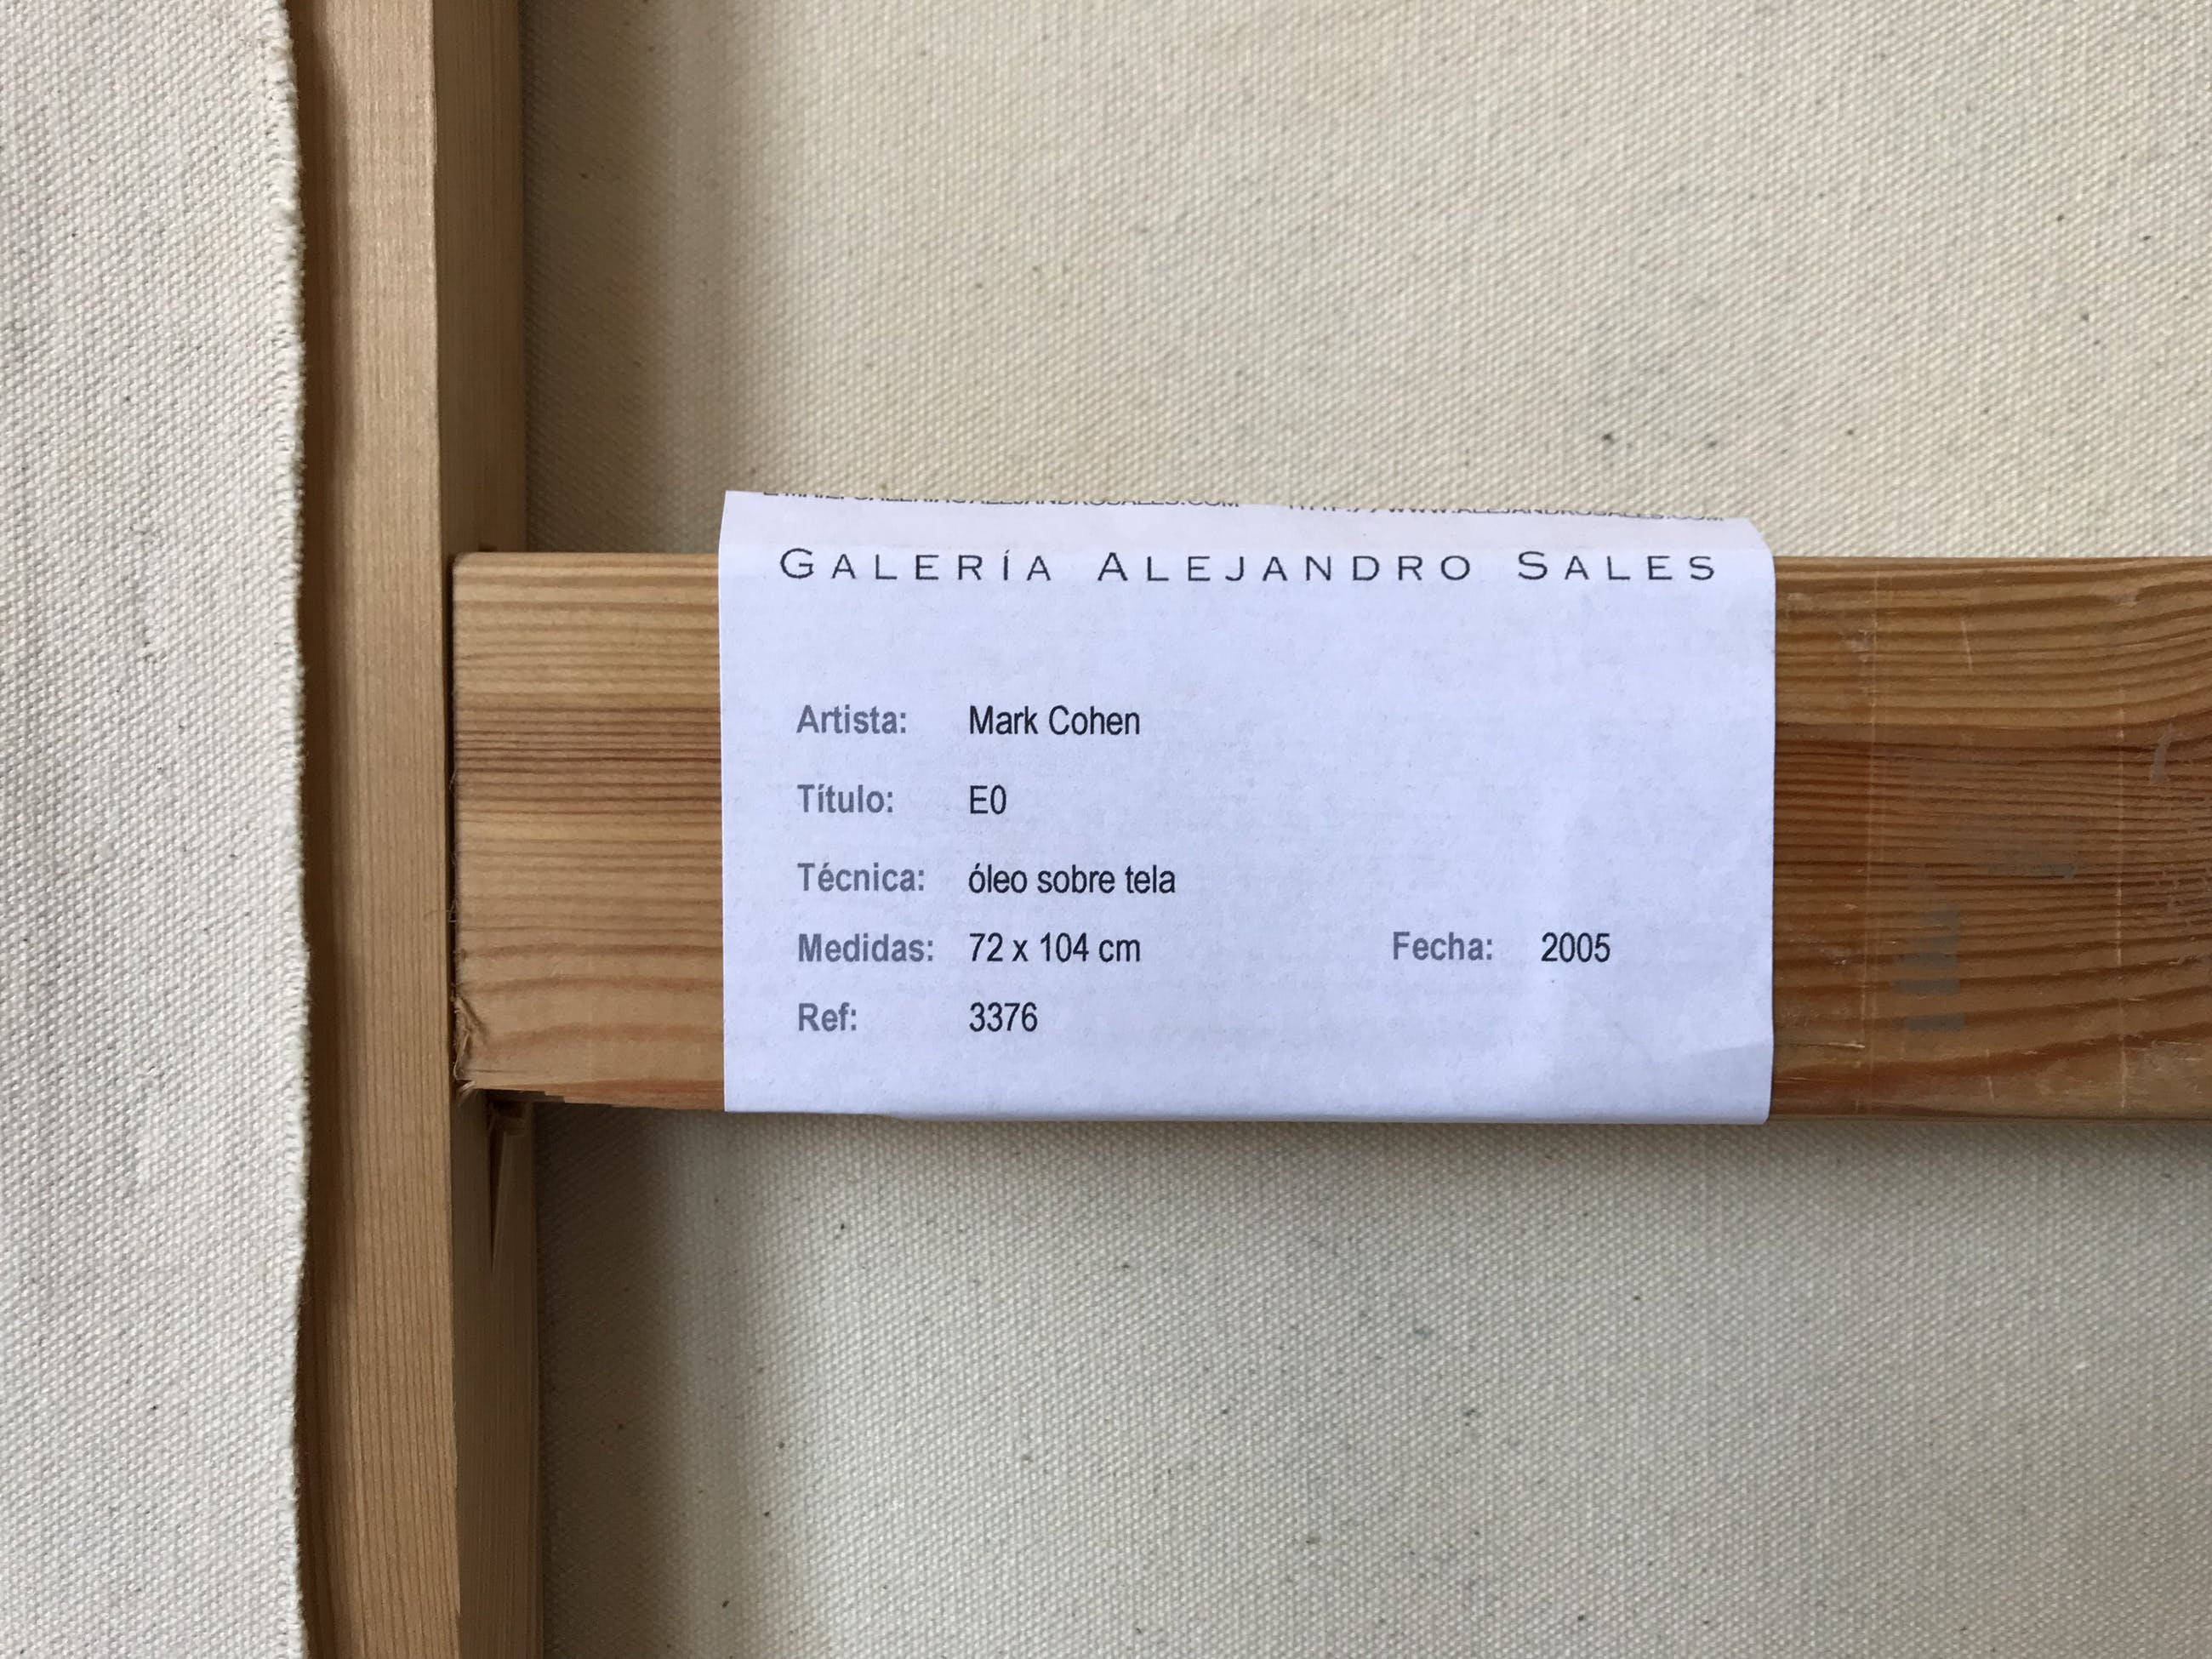 GALERÍA ALEJANDRO SALES
Artista: Mark Cohen
Título: E0
Técnica: óleo sobre tela
Medidas: 72 x 104 cm Fecha: 2005
Ref: 3376